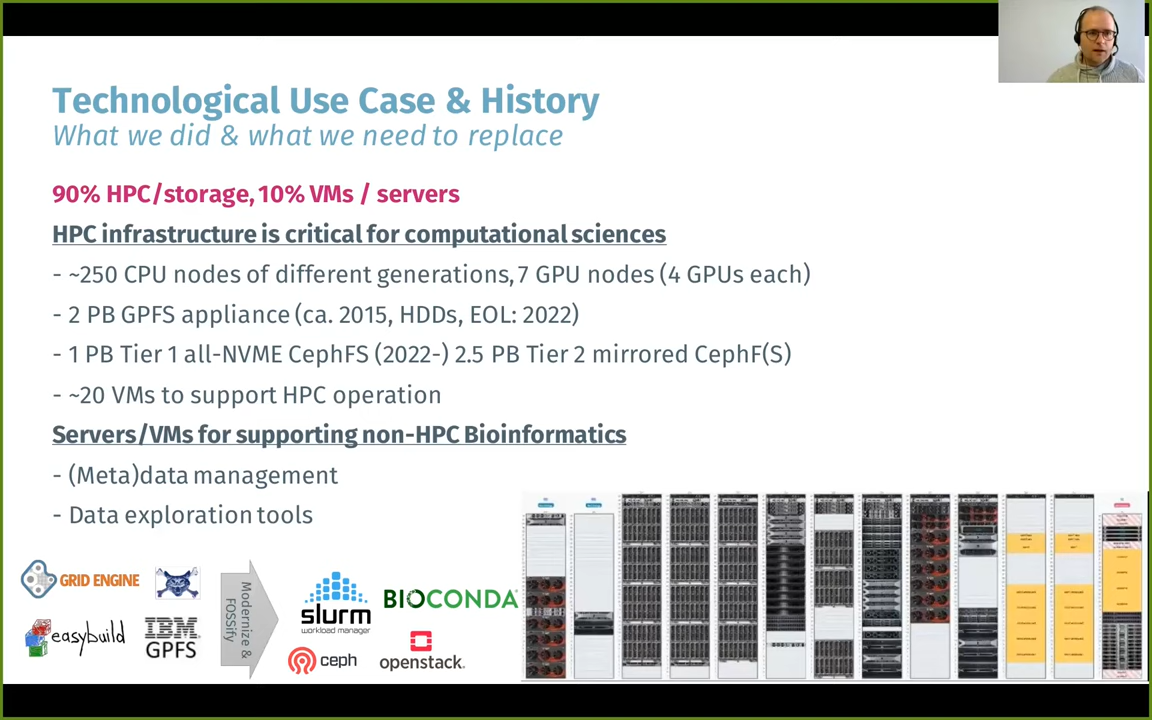 Technological Use Case & History
What we did & what we need to replace
90% HPC/storage, 10% VMs / servers
HPC infrastructure is critical for computational sciences
- ~250 CPU nodes of different generations, 7 GPU nodes (4 GPUs each)
- 2 PB GPFS appliance (ca. 2015, HDDs, EOL: 2022)
- 1 PB Tier 1 all-NVME CephFS (2022-) 2.5 PB Tier 2 mirrored CephF(S)
- ~20 VMs to support HPC operation
Servers/VMs for supporting non-HPC Bioinformatics
- (Meta)data management
- Data exploration tools
GRID ENGINE
easybuild
IBM
GPFS
Modernize &
FOSSify
slurm
workload manager
BIOCONDA
ceph
openstack.